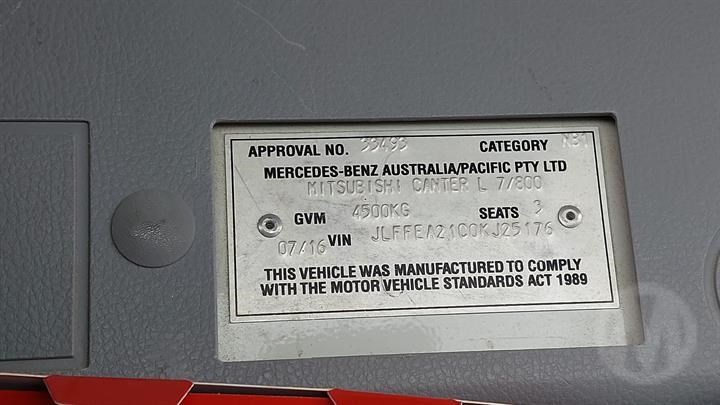 APPROVAL NO. 33493 CATEGORY NB1
MERCEDES-BENZ AUSTRALIA/PACIFIC PTY LTD
MITSUBISHI CANTER L 7/800
GVM 4500KG SEATS 3
07/16 VIN JLFFEA21C0KJ25176
THIS VEHICLE WAS MANUFACTURED TO COMPLY
WITH THE MOTOR VEHICLE STANDARDS ACT 1989